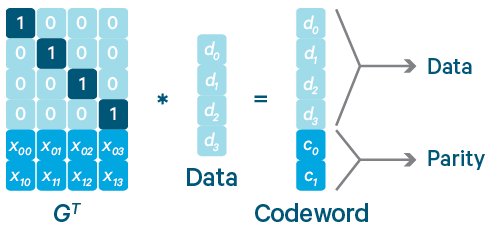 1 0 0 0
0 1 0 0
0 0 1 0
0 0 0 1
x00 x01 x02 x03
x10 x11 x12 x13
G^T
*
d0
d1
d2
d3
Data
=
d0
d1
d2
d3
c0
c1
Codeword
Data
Parity